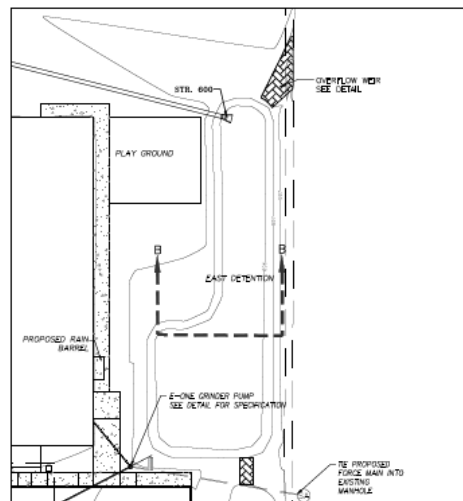 STR. 600
OVERFLOW WEIR
SEE DETAIL
PLAY GROUND
B
B
EAST DETENTION
PROPOSED RAIN
BARREL
E-ONE GRINDER PUMP
SEE DETAIL FOR SPECIFICATION
TIE PROPOSED
FORCE MAIN INTO
EXISTING
MANHOLE